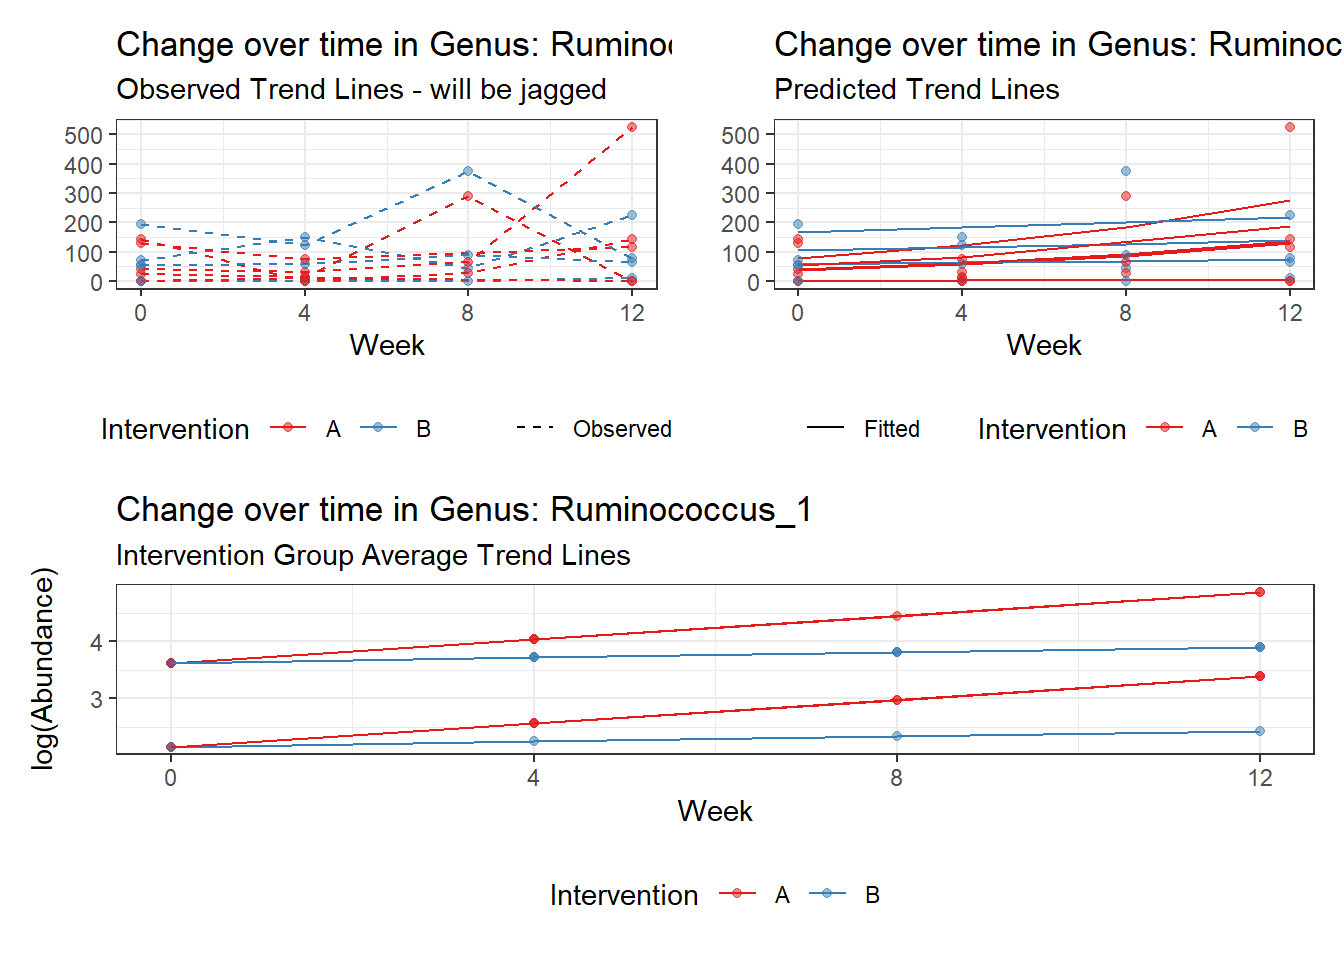 Change over time in Genus: Ruminoc
Observed Trend Lines - will be jagged
500
400
300
200
100
0
0 4 8 12
Week
Intervention A B Observed
Change over time in Genus: Ruminoc
Predicted Trend Lines
500
400
300
200
100
0
0 4 8 12
Week
Fitted Intervention A B
Change over time in Genus: Ruminococcus_1
Intervention Group Average Trend Lines
log(Abundance)
4
3
0 4 8 12
Week
Intervention A B